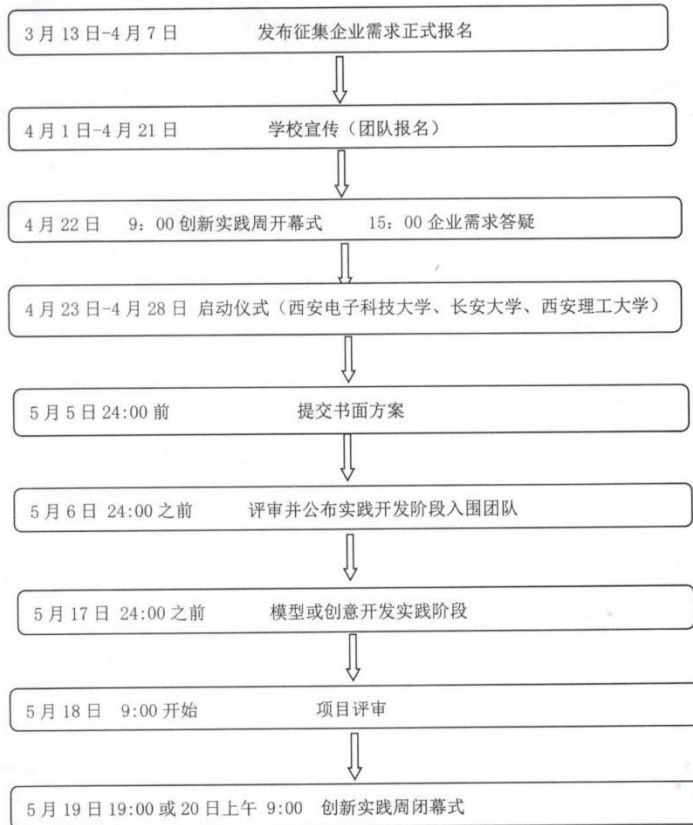 3月13日-4月7日 发布征集企业需求正式报名
4月1日-4月21日 学校宣传（团队报名）
4月22日 9：00创新实践周开幕式 15：00企业需求答疑
4月23日-4月28日 启动仪式（西安电子科技大学、长安大学、西安理工大学）
5月5日24:00前 提交书面方案
5月6日 24:00之前 评审并公布实践开发阶段入围团队
5月17日 24:00之前 模型或创意开发实践阶段
5月18日 9:00开始 项目评审
5月19日19:00或20日上午 9:00 创新实践周闭幕式